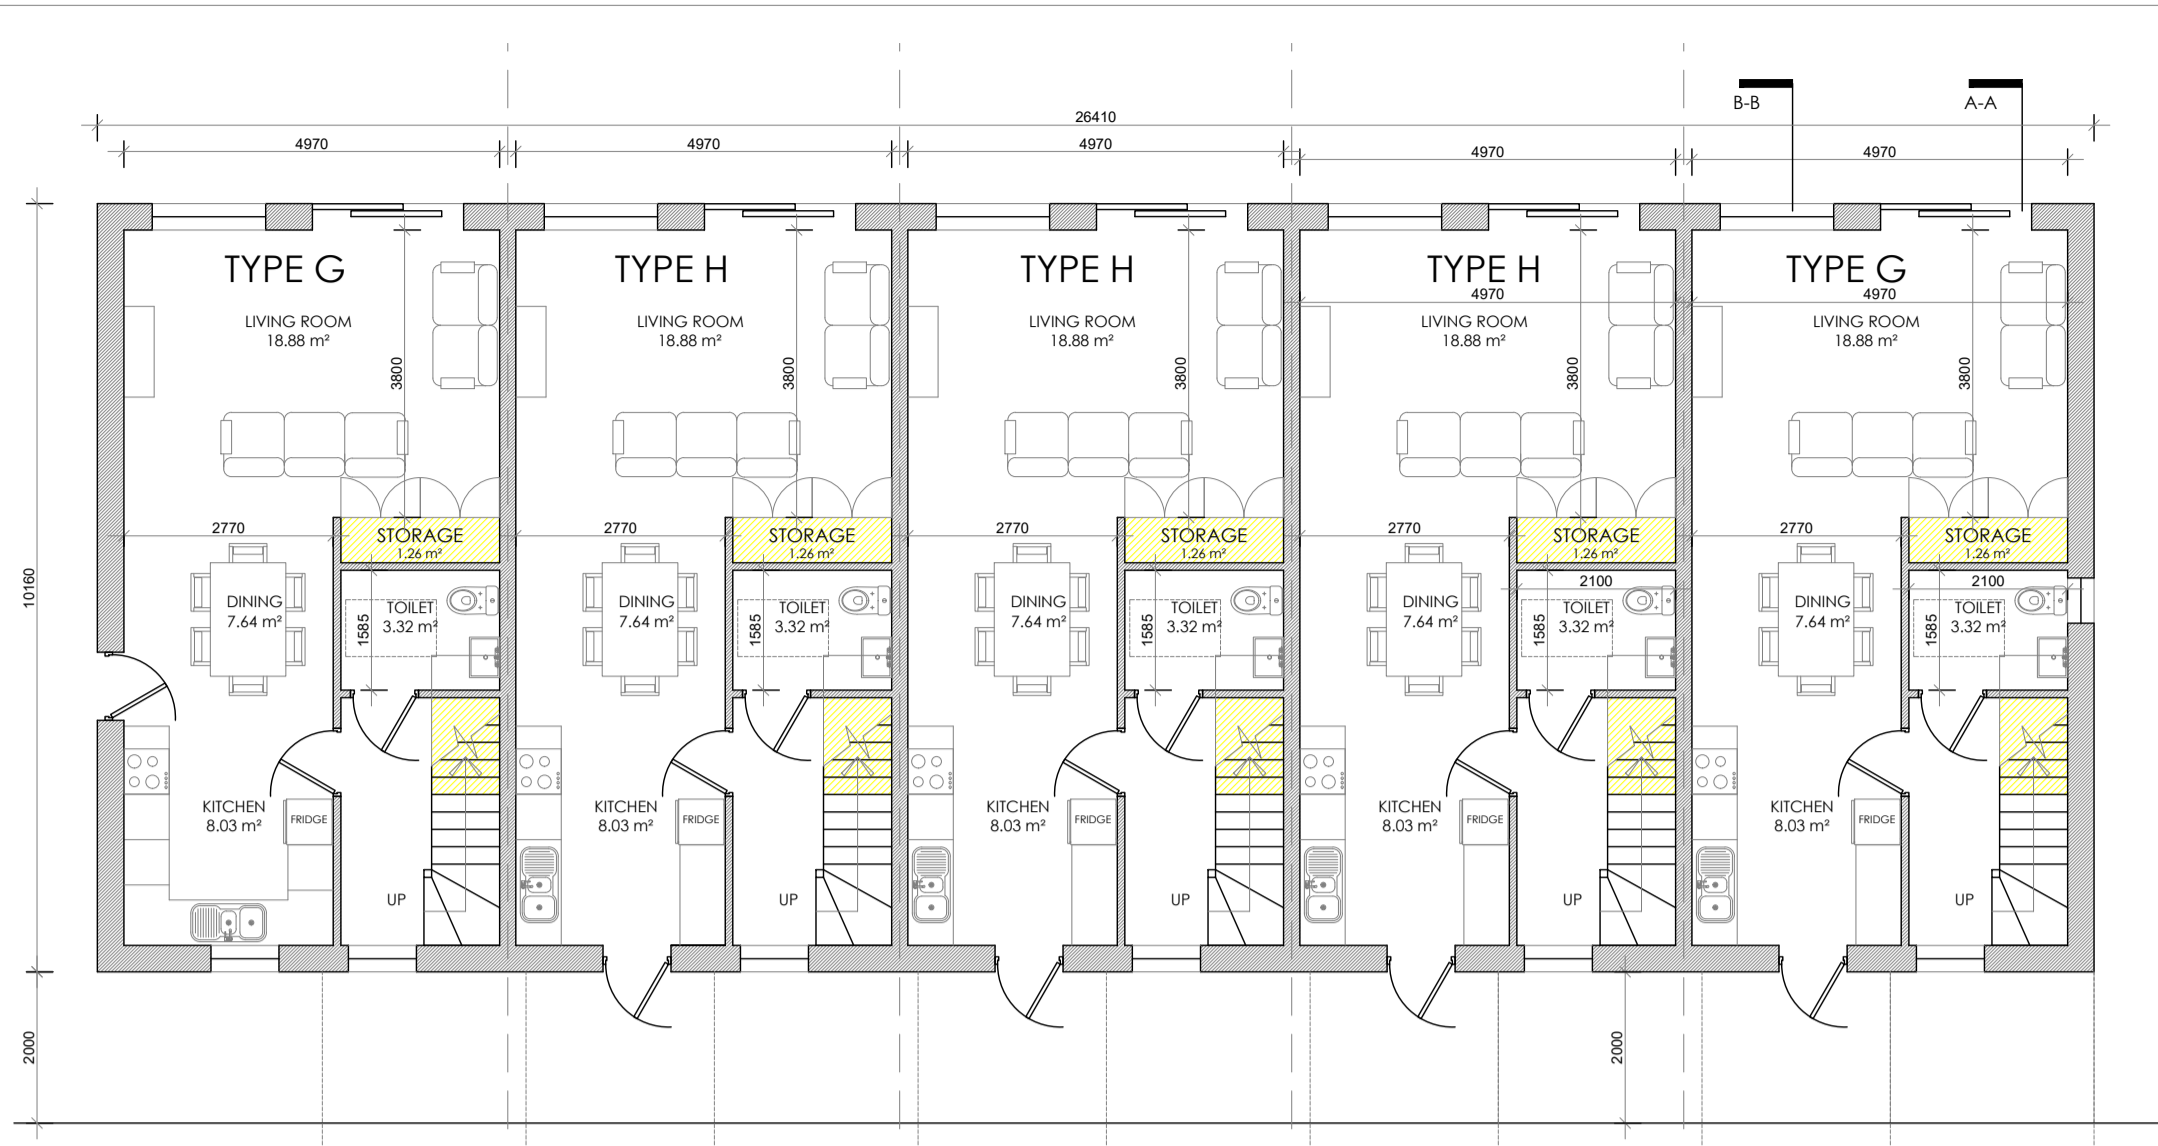 B-B
A-A
26410
4970
4970
4970
4970
4970
TYPE G
TYPE H
TYPE H
TYPE H
TYPE G
4970
4970
LIVING ROOM
18.88 m²
LIVING ROOM
18.88 m²
LIVING ROOM
18.88 m²
LIVING ROOM
18.88 m²
LIVING ROOM
18.88 m²
3800
3800
3800
3800
3800
2770
2770
2770
2770
2770
STORAGE
1.26 m²
STORAGE
1.26 m²
STORAGE
1.26 m²
STORAGE
1.26 m²
STORAGE
1.26 m²
10160
2100
2100
DINING
7.64 m²
DINING
7.64 m²
DINING
7.64 m²
DINING
7.64 m²
DINING
7.64 m²
1585
1585
1585
1585
1585
TOILET
3.32 m²
TOILET
3.32 m²
TOILET
3.32 m²
TOILET
3.32 m²
TOILET
3.32 m²
KITCHEN
8.03 m²
KITCHEN
8.03 m²
KITCHEN
8.03 m²
KITCHEN
8.03 m²
KITCHEN
8.03 m²
FRIDGE
FRIDGE
FRIDGE
FRIDGE
FRIDGE
UP
UP
UP
UP
UP
2000
2000